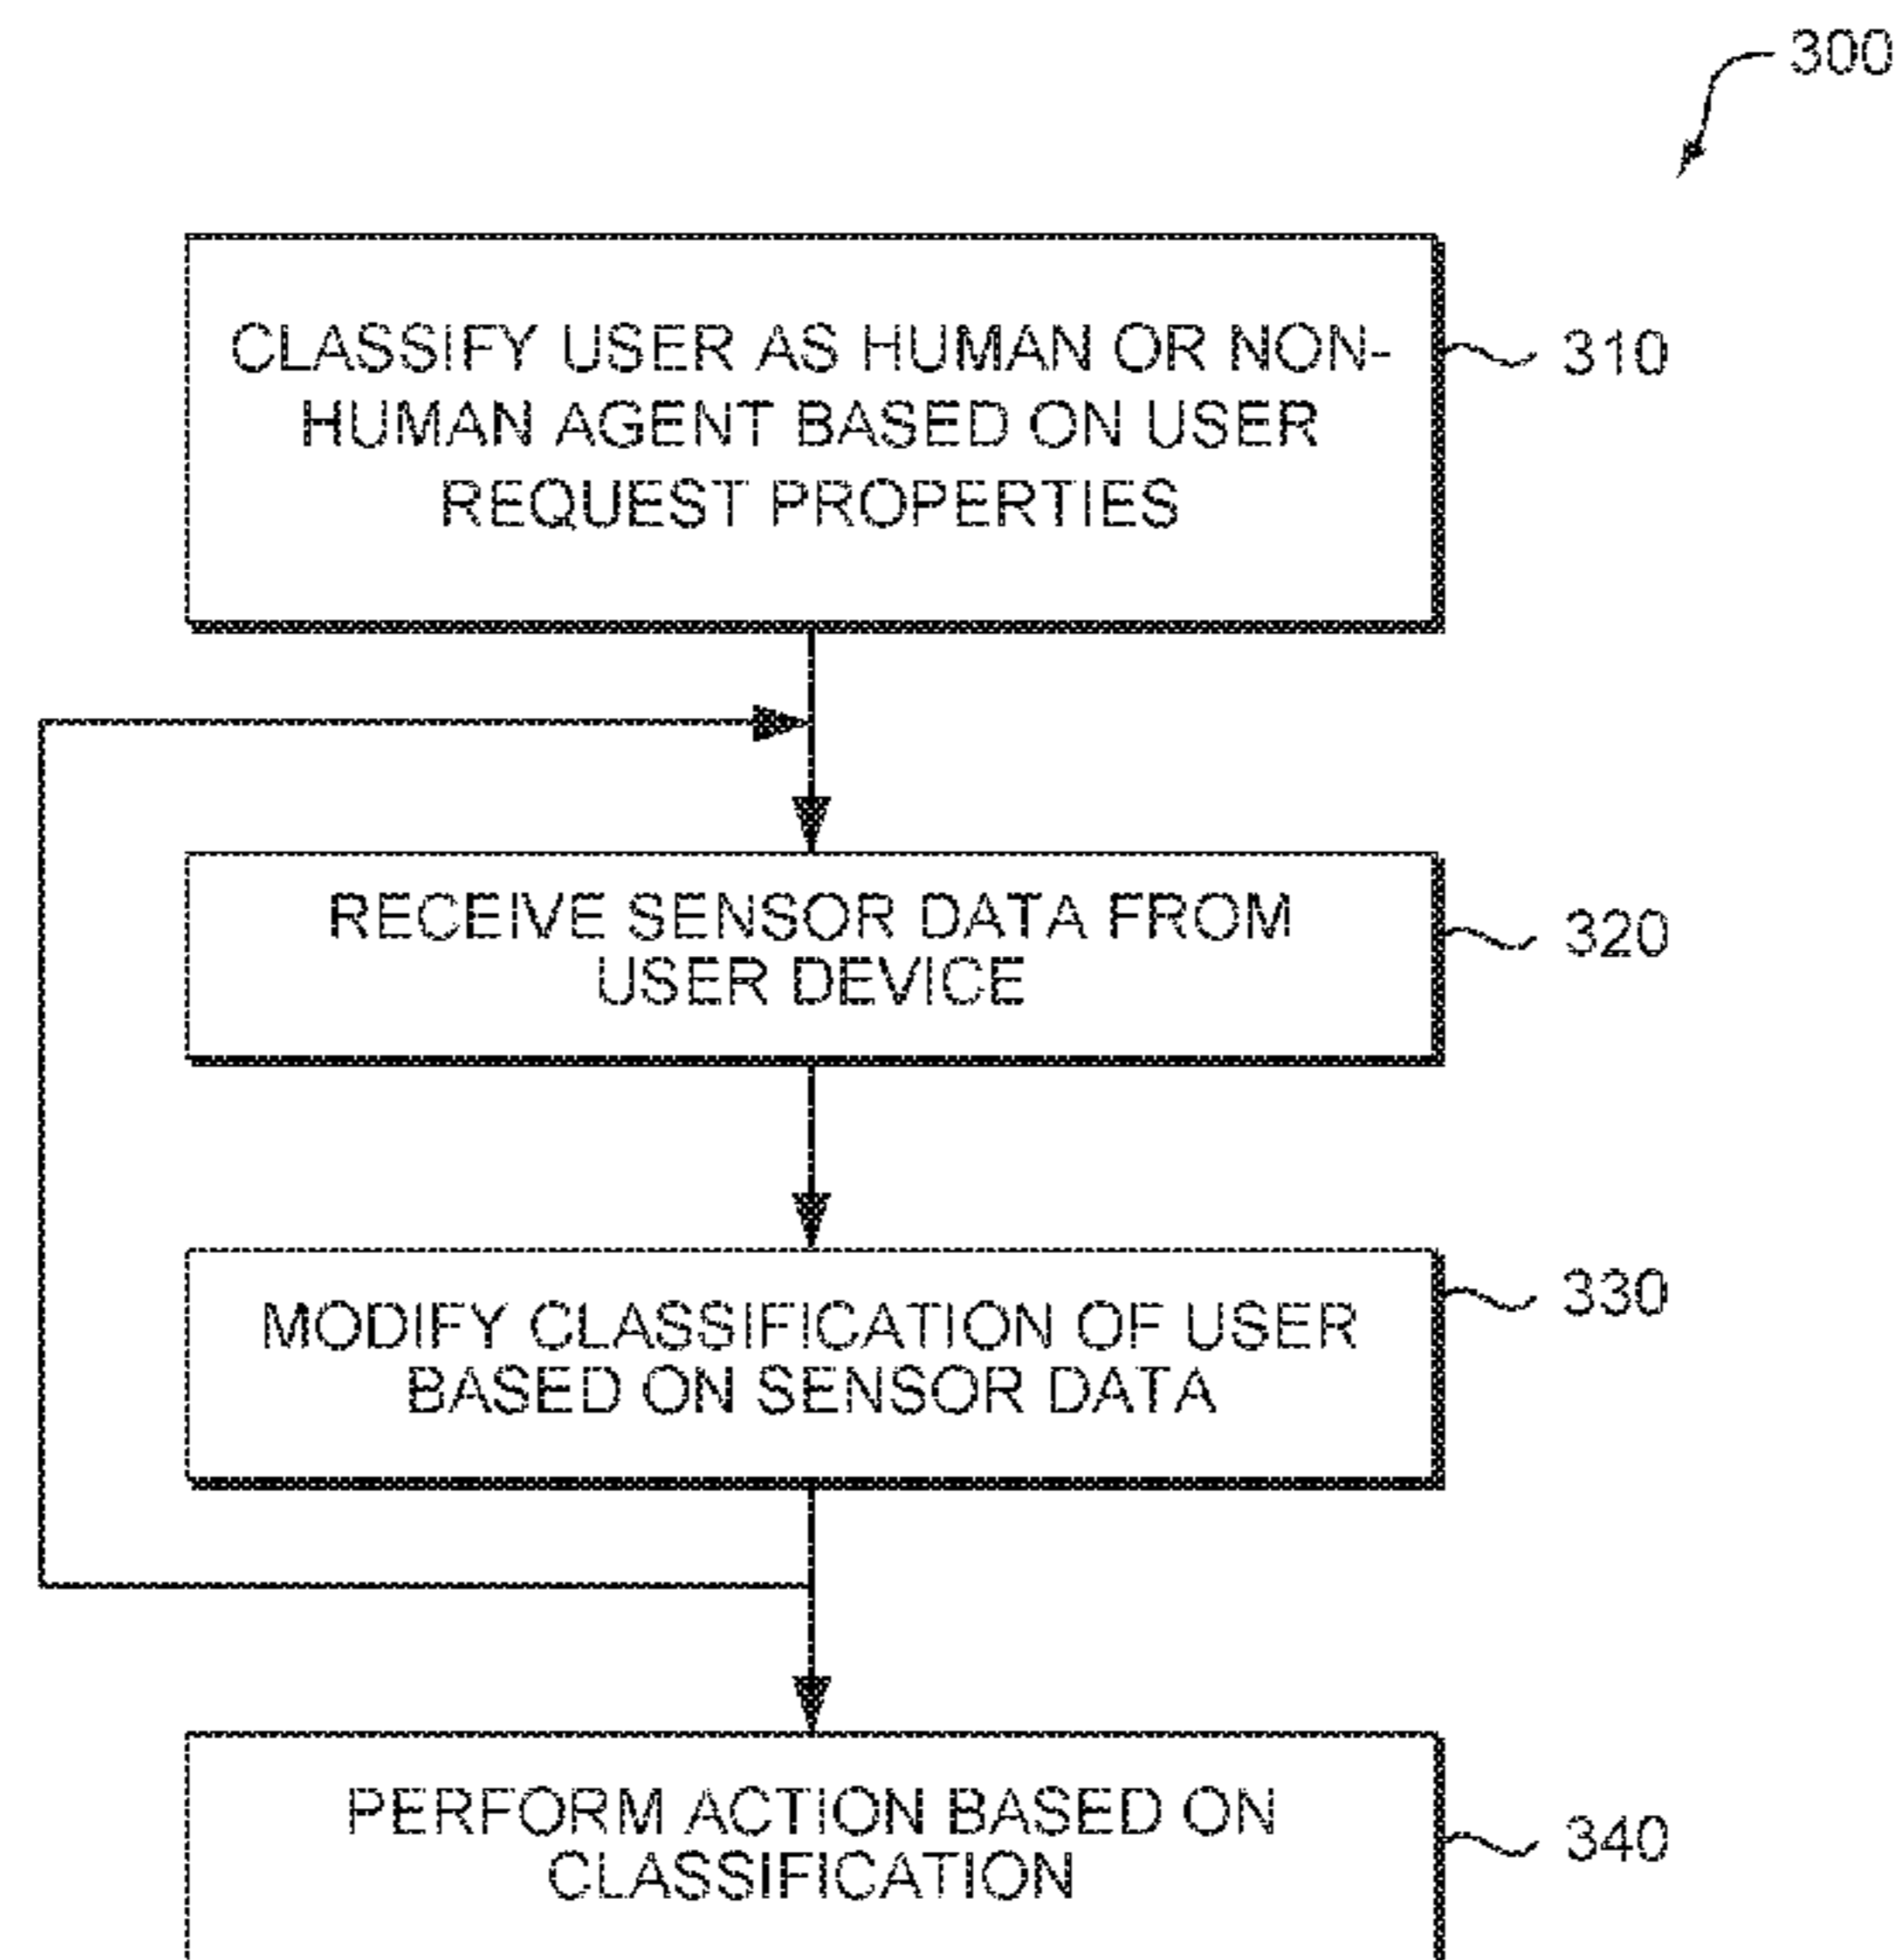 300
CLASSIFY USER AS HUMAN OR NON-
HUMAN AGENT BASED ON USER
REQUEST PROPERTIES
310
RECEIVE SENSOR DATA FROM
USER DEVICE
320
MODIFY CLASSIFICATION OF USER
BASED ON SENSOR DATA
330
PERFORM ACTION BASED ON
CLASSIFICATION
340